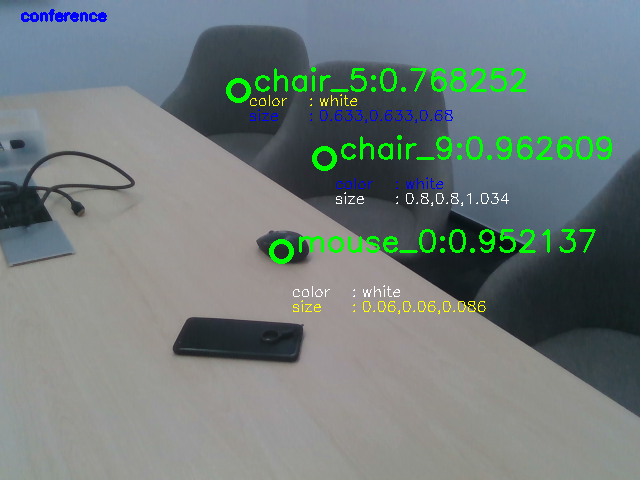 conference
chair_5:0.768252
color : white
size : 0.633,0.633,0.68
chair_9:0.962609
color : white
size : 0.8,0.8,1.034
mouse_0:0.952137
color : white
size : 0.06,0.06,0.086